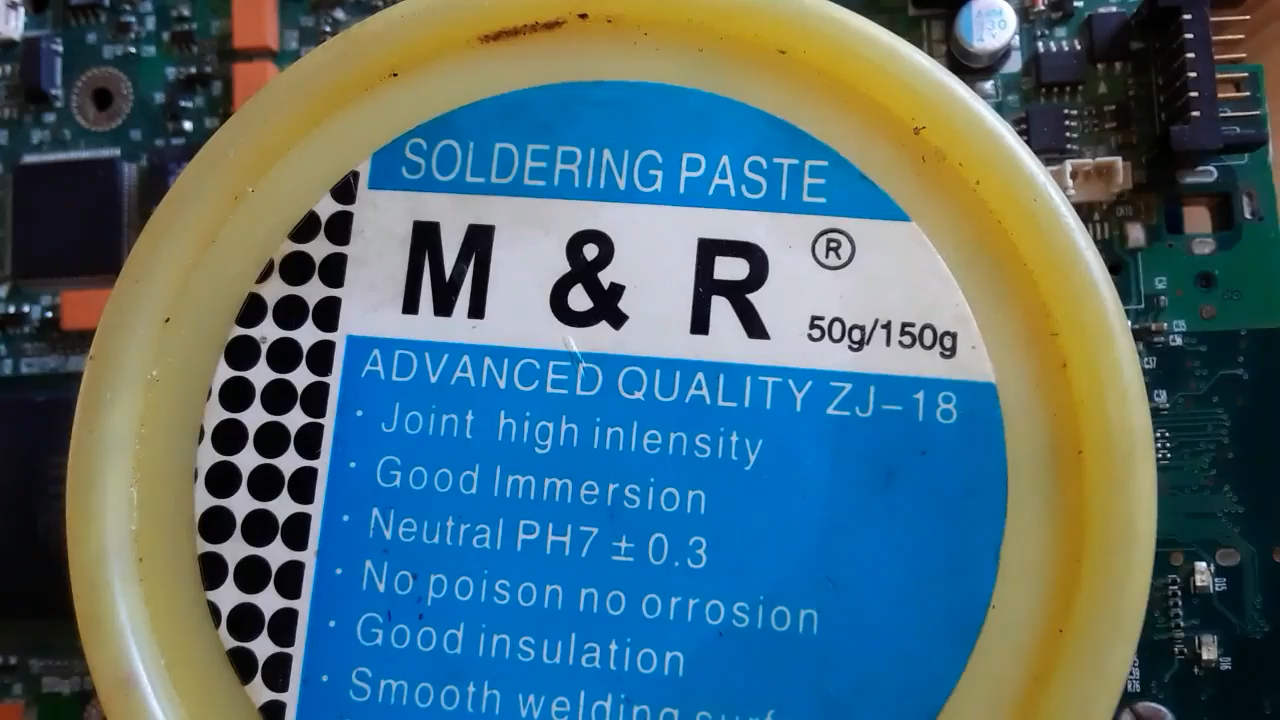 SOLDERING PASTE
M & R ®
50g/150g
ADVANCED QUALITY ZJ-18
· Joint high inlensity
· Good Immersion
· Neutral PH7 ± 0.3
· No poison no orrosion
· Good insulation
· Smooth welding